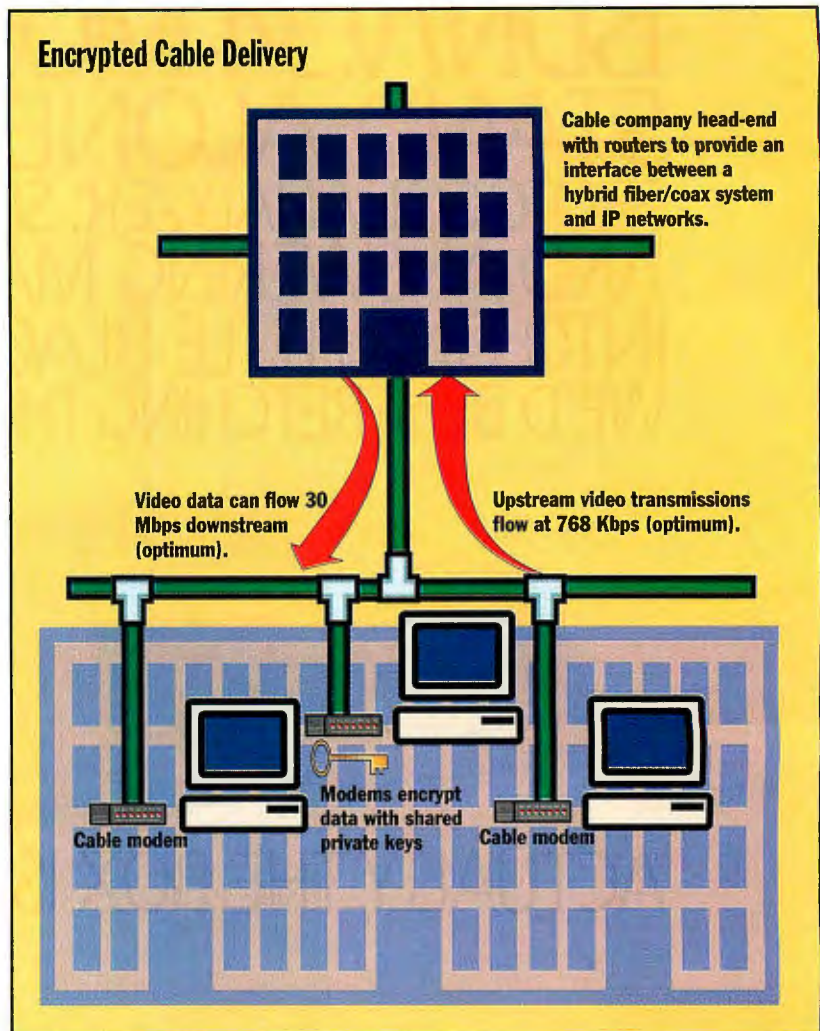 Encrypted Cable Delivery
Cable company head-end
with routers to provide an
interface between a
hybrid fiber/coax system
and IP networks.
Video data can flow 30
Mbps downstream
(optimum).
Upstream video transmissions
flow at 768 Kbps (optimum).
Modems encrypt
data with shared
private keys
Cable modem
Cable modem